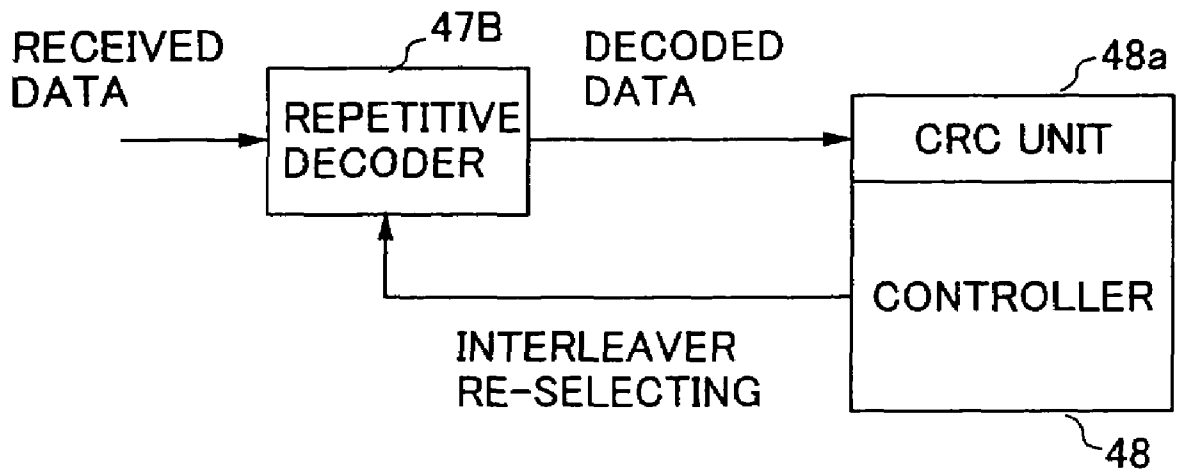 RECEIVED
DATA
47B
REPETITIVE
DECODER
DECODED
DATA
48a
CRC UNIT
CONTROLLER
INTERLEAVER
RE-SELECTING
48